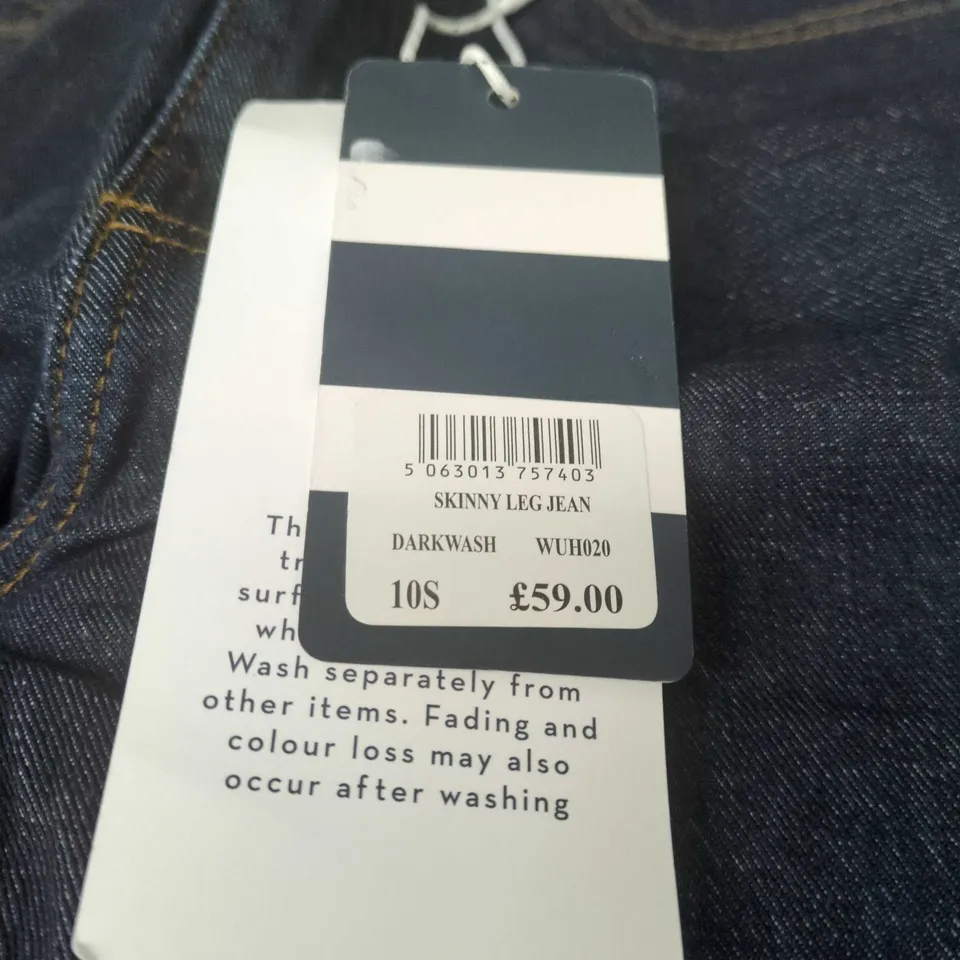 5 063013 757403
SKINNY LEG JEAN
DARKWASH WUH020
10S £59.00
Wash separately from
other items. Fading and
colour loss may also
occur after washing